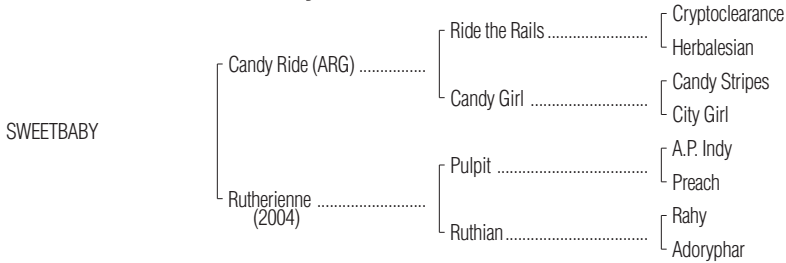 Cryptoclearance
Ride the Rails ........................
Herbalesian
Candy Ride (ARG) ................
Candy Stripes
Candy Girl ............................
City Girl
SWEETBABY
A.P. Indy
Pulpit ....................................
Preach
Rutherienne ..........................
(2004)
Rahy
Ruthian..................................
Adoryphar